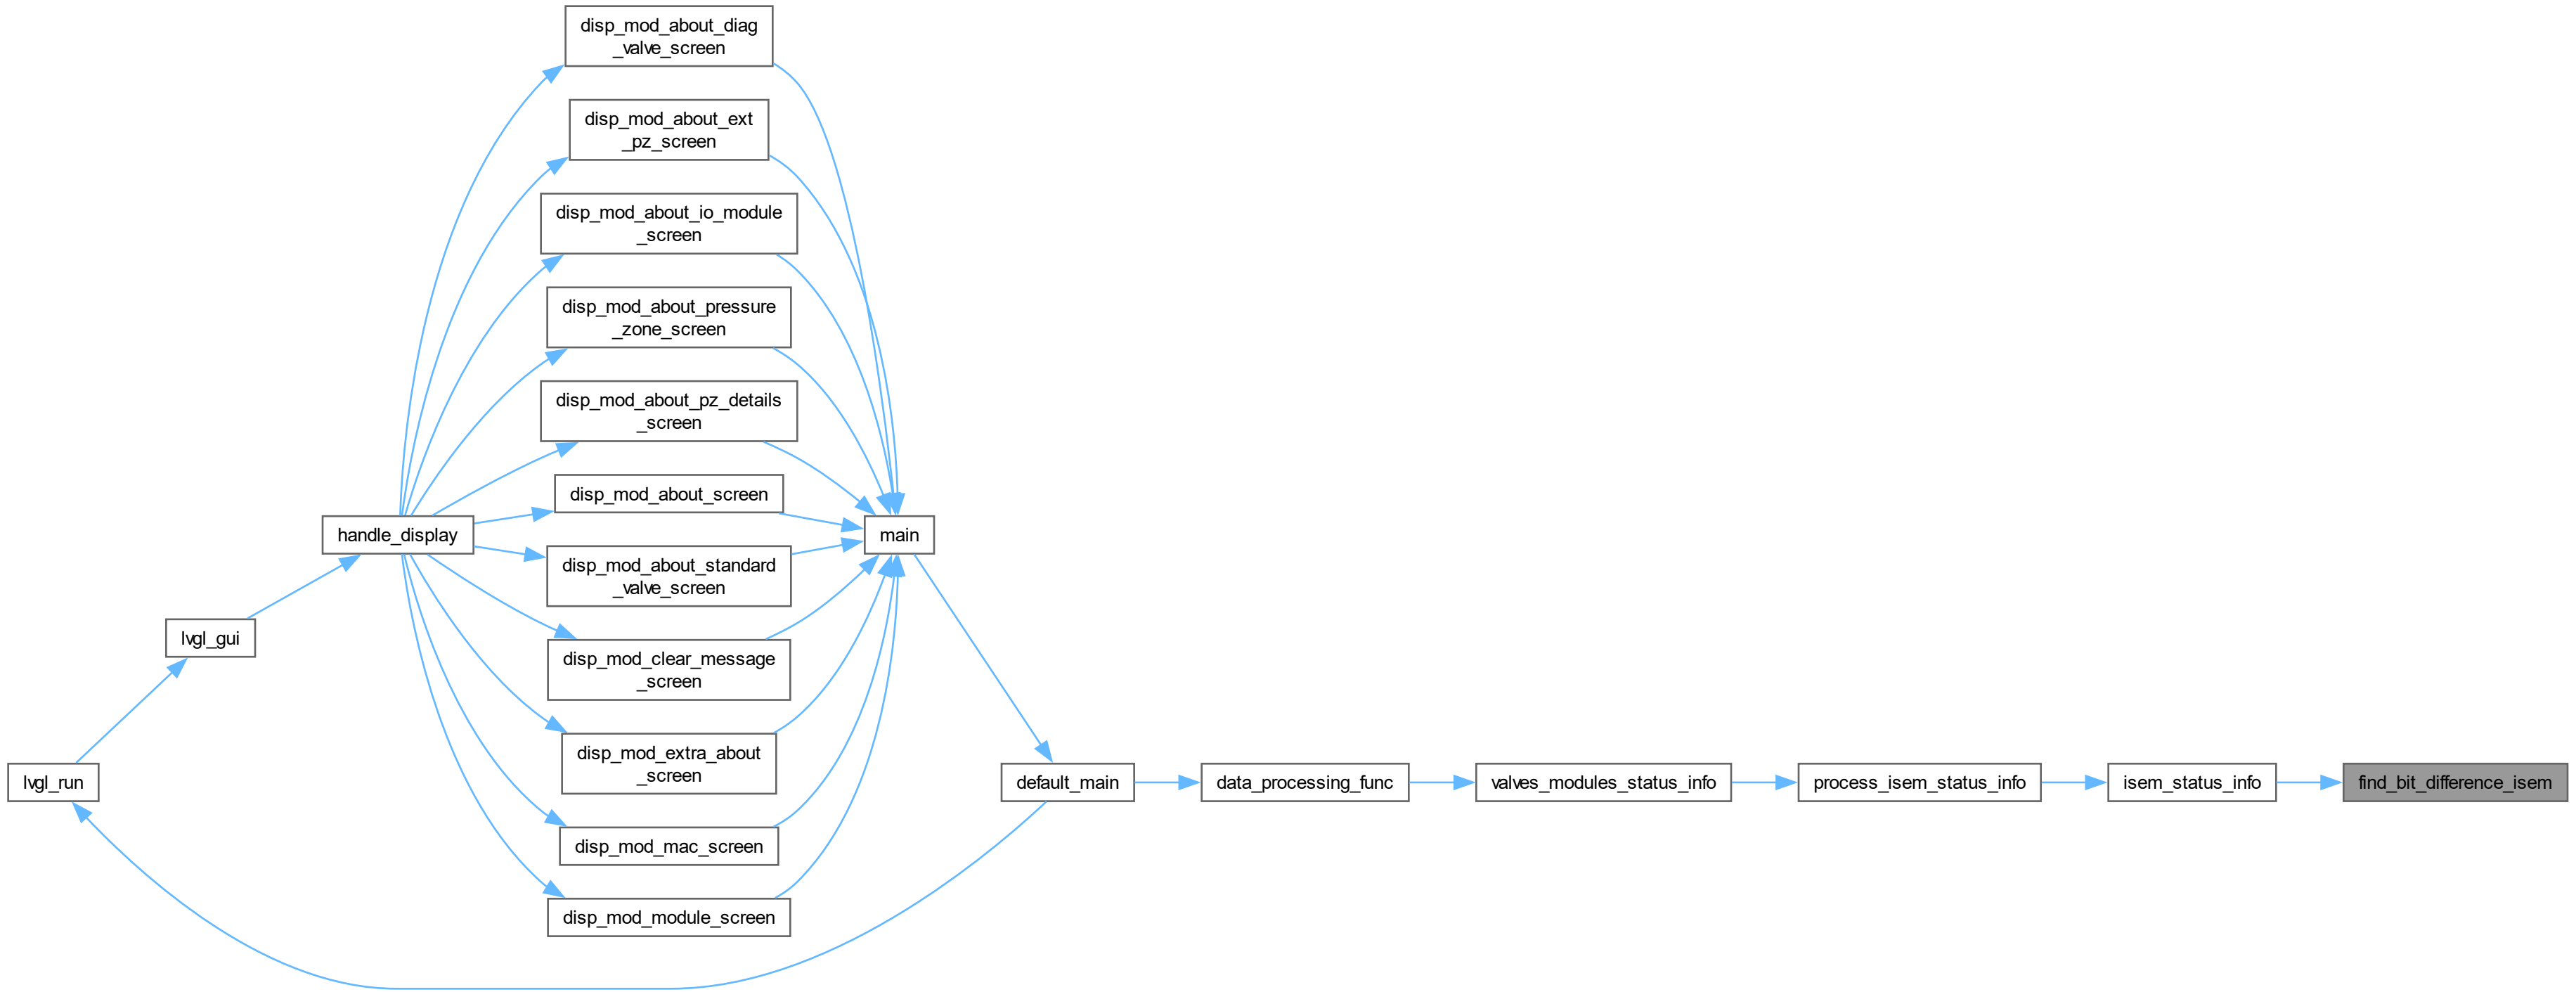 disp_mod_about_diag
_valve_screen
disp_mod_about_ext
_pz_screen
disp_mod_about_io_module
_screen
disp_mod_about_pressure
_zone_screen
disp_mod_about_pz_details
_screen
disp_mod_about_screen
handle_display
main
disp_mod_about_standard
_valve_screen
lvgl_gui
disp_mod_clear_message
_screen
disp_mod_extra_about
_screen
lvgl_run
default_main
data_processing_func
valves_modules_status_info
process_isem_status_info
isem_status_info
find_bit_difference_isem
disp_mod_mac_screen
disp_mod_module_screen